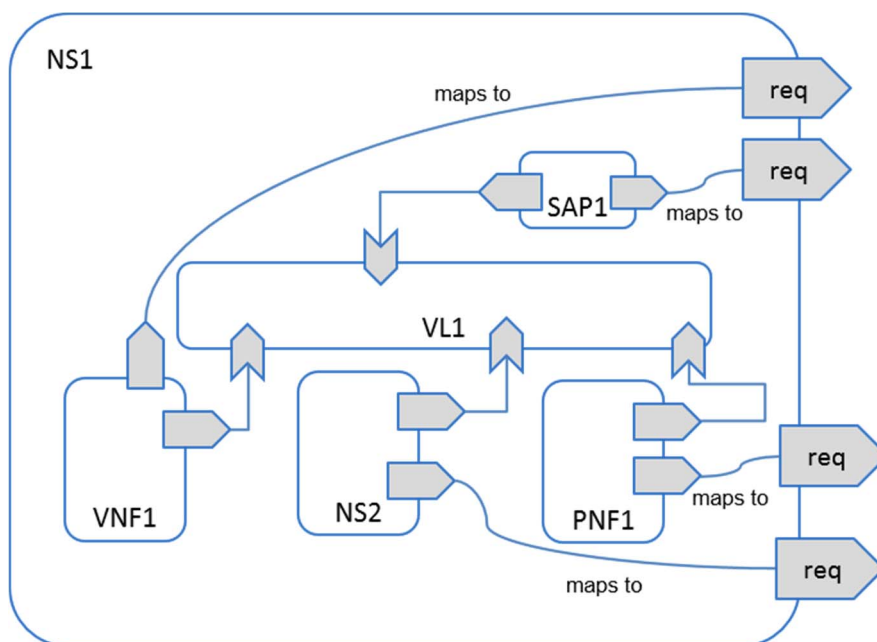 NS1
req
maps to
req
SAP1
maps to
VL1
req
VNF1
NS2
PNF1
maps to
req
maps to